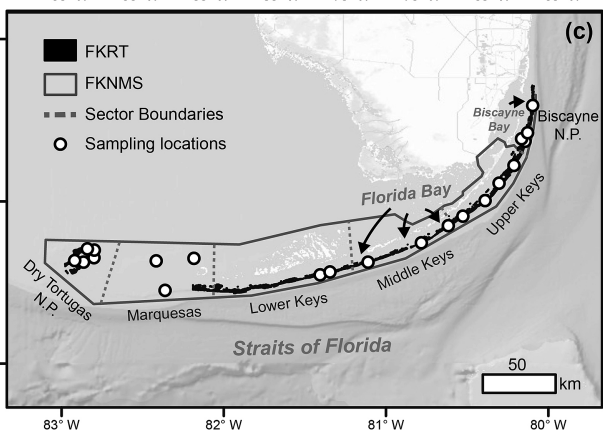 (c)
FKRT
FKNMS
Sector Boundaries
Sampling locations
Biscayne
Bay
Biscayne
N.P.
Florida Bay
Upper Keys
Middle Keys
Lower Keys
Marquesas
Dry Tortugas
N.P.
Straits of Florida
50
km
83° W
82° W
81° W
80° W